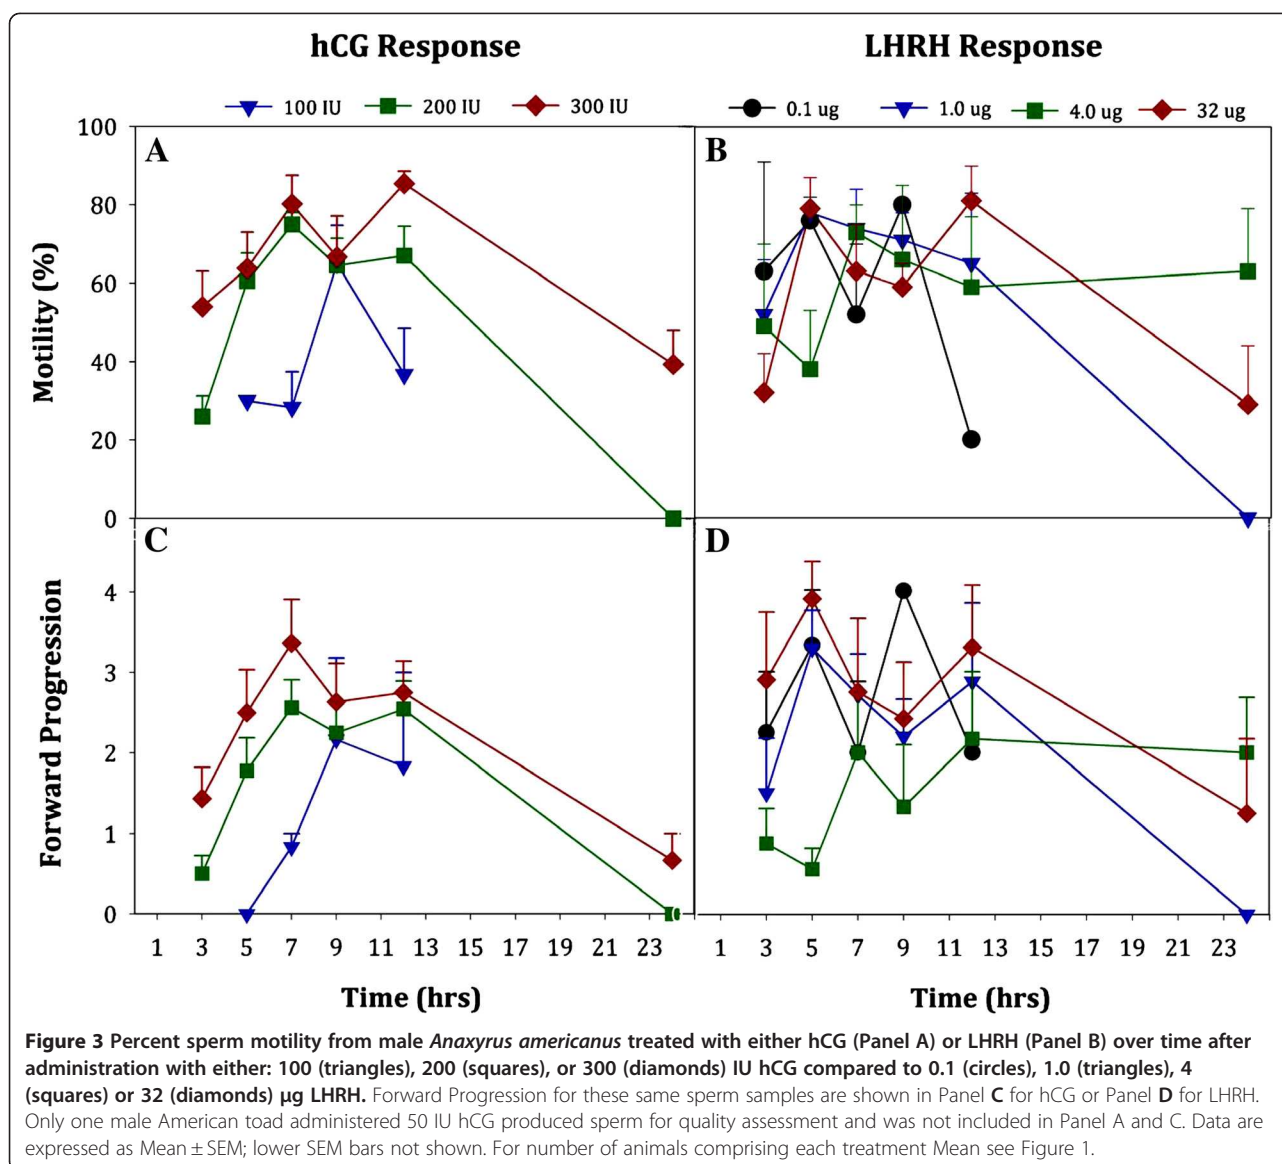 hCG Response
LHRH Response
100 IU 200 IU 300 IU
0.1 ug 1.0 ug 4.0 ug 32 ug
A
B
Motility (%)
100
80
60
40
20
0
C
D
Forward Progression
4
3
2
1
0
1 3 5 7 9 11 13 15 17 19 21 23
1 3 5 7 9 11 13 15 17 19 21 23
Time (hrs)
Time (hrs)
Figure 3 Percent sperm motility from male Anaxyrus americanus treated with either hCG (Panel A) or LHRH (Panel B) over time after
administration with either: 100 (triangles), 200 (squares), or 300 (diamonds) IU hCG compared to 0.1 (circles), 1.0 (triangles), 4
(squares) or 32 (diamonds) μg LHRH. Forward Progression for these same sperm samples are shown in Panel C for hCG or Panel D for LHRH.
Only one male American toad administered 50 IU hCG produced sperm for quality assessment and was not included in Panel A and C. Data are
expressed as Mean ± SEM; lower SEM bars not shown. For number of animals comprising each treatment Mean see Figure 1.